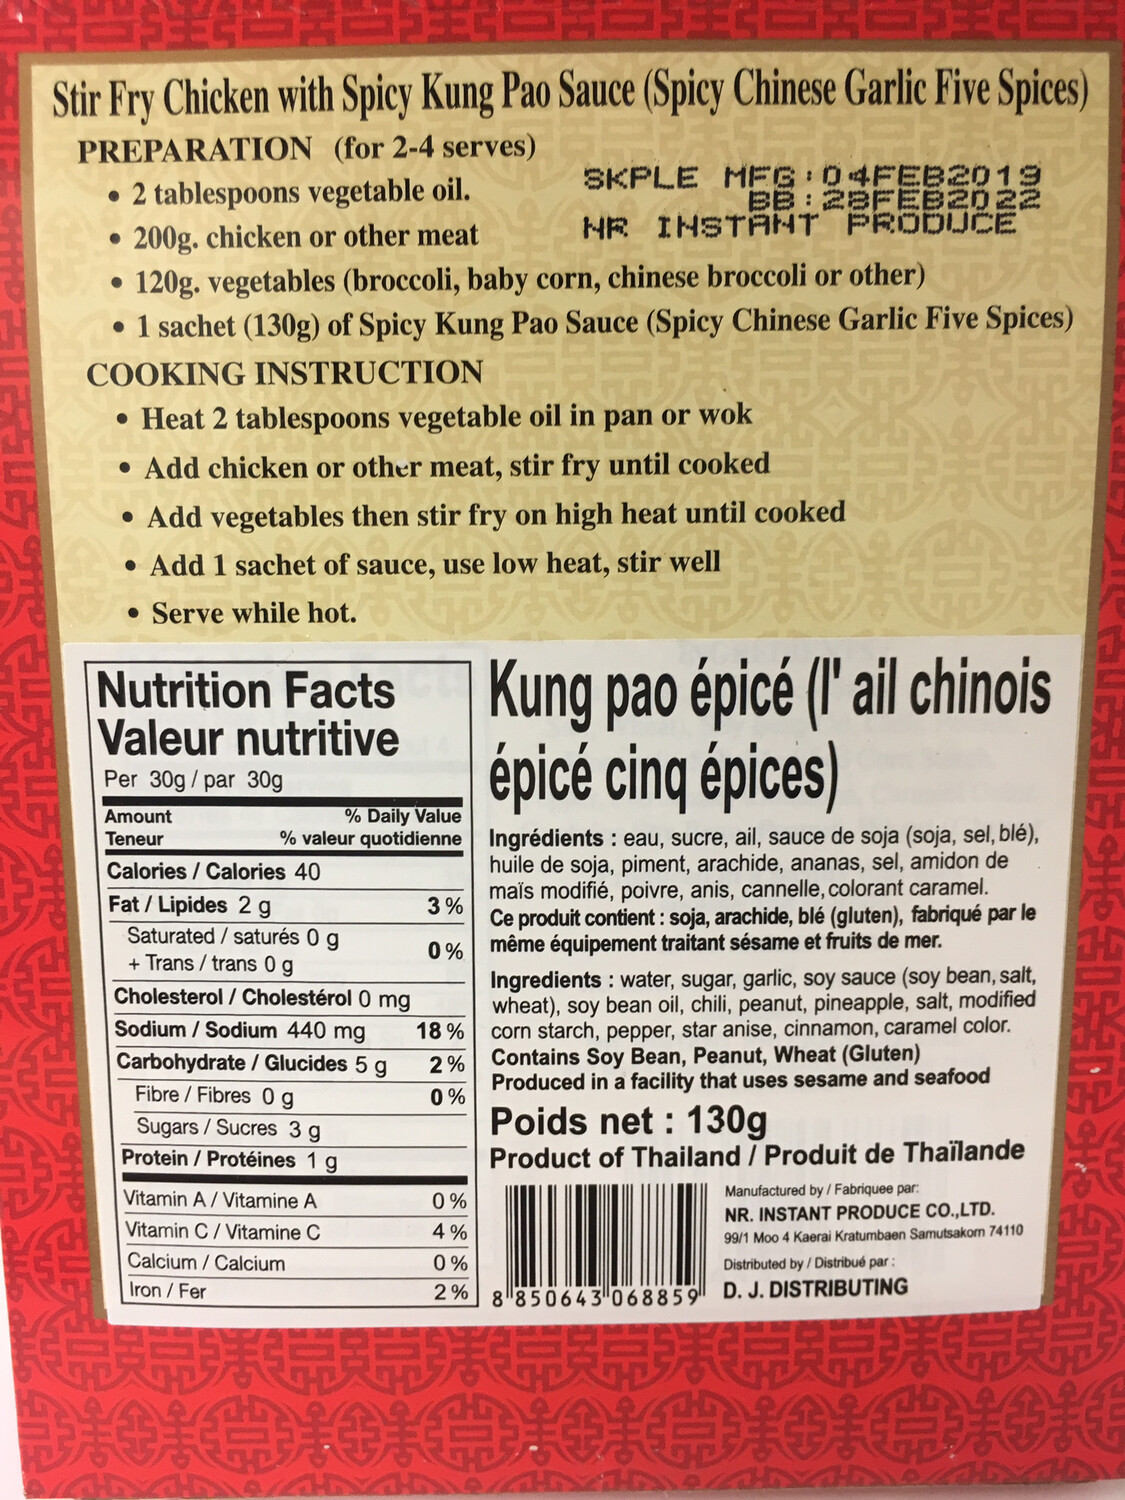 Stir Fry Chicken with Spicy Kung Pao Sauce (Spicy Chinese Garlic Five Spices)
PREPARATION (for 2-4 serves)
• 2 tablespoons vegetable oil.
• 200g. chicken or other meat
SKPLE MFG:04FEB2019
BB:28FEB2022
NR INSTANT PRODUCE
• 120g. vegetables (broccoli, baby corn, chinese broccoli or other)
• 1 sachet (130g) of Spicy Kung Pao Sauce (Spicy Chinese Garlic Five Spices)
COOKING INSTRUCTION
• Heat 2 tablespoons vegetable oil in pan or wok
• Add chicken or other meat, stir fry until cooked
• Add vegetables then stir fry on high heat until cooked
• Add 1 sachet of sauce, use low heat, stir well
• Serve while hot.
Nutrition Facts
Valeur nutritive
Per 30g / par 30g
Amount % Daily Value
Teneur % valeur quotidienne
Calories / Calories 40
Fat / Lipides 2 g 3 %
Saturated / saturés 0 g
+ Trans / trans 0 g 0 %
Cholesterol / Cholestérol 0 mg
Sodium / Sodium 440 mg 18 %
Carbohydrate / Glucides 5 g 2 %
Fibre / Fibres 0 g 0 %
Sugars / Sucres 3 g
Protein / Protéines 1 g
Vitamin A / Vitamine A 0 %
Vitamin C / Vitamine C 4 %
Calcium / Calcium 0 %
Iron / Fer 2 %
Kung pao épicé (l' ail chinois
épicé cinq épices)
Ingrédients : eau, sucre, ail, sauce de soja (soja, sel, blé),
huile de soja, piment, arachide, ananas, sel, amidon de
maïs modifié, poivre, anis, cannelle, colorant caramel.
Ce produit contient : soja, arachide, blé (gluten), fabriqué par le
même équipement traitant sésame et fruits de mer.
Ingredients : water, sugar, garlic, soy sauce (soy bean, salt,
wheat), soy bean oil, chili, peanut, pineapple, salt, modified
corn starch, pepper, star anise, cinnamon, caramel color.
Contains Soy Bean, Peanut, Wheat (Gluten)
Produced in a facility that uses sesame and seafood
Poids net : 130g
Product of Thailand / Produit de Thaïlande
8 850643 068859
Manufactured by / Fabriquee par:
NR. INSTANT PRODUCE CO.,LTD.
99/1 Moo 4 Kaerai Kratumbaen Samutsakorn 74110
Distributed by / Distribué par :
D. J. DISTRIBUTING